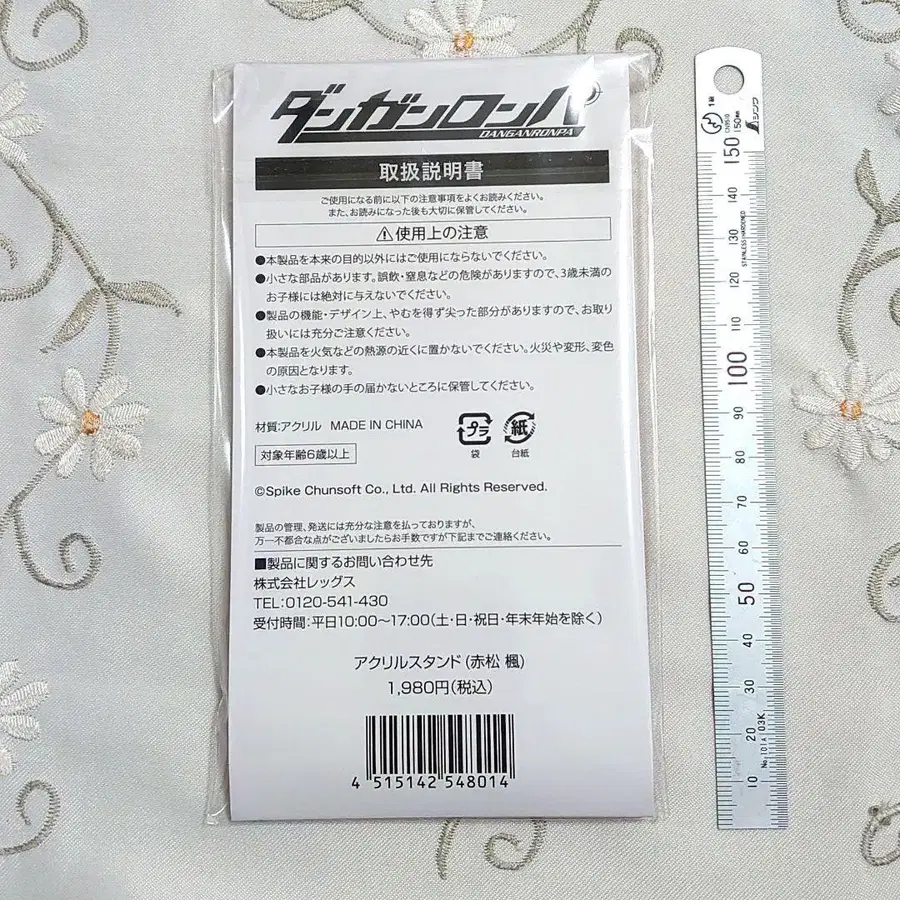 ダンガンロンパ
DANGANRONPA
取扱説明書
ご使用になる前に以下の注意事項をよくお読みください。
また、お読みになった後も大切に保管してください。
⚠使用上の注意
●本製品を本来の目的以外にはご使用にならないでください。
●小さな部品があります。誤飲・窒息などの危険がありますので、3歳未満の
お子様には絶対に与えないでください。
●製品の機能・デザイン上、やむを得ず尖った部分がありますので、お取り
扱いには充分ご注意ください。
●本製品を火気などの熱源の近くに置かないでください。火災や変形、変色
の原因となります。
●小さなお子様の手の届かないところに保管してください。
材質:アクリル MADE IN CHINA
プラ
袋
紙
台紙
対象年齢6歳以上
©Spike Chunsoft Co., Ltd. All Rights Reserved.
製品の管理、発送には充分な注意を払っておりますが、
万一不都合な点がございましたらお手数ですが下記までご連絡ください。
■製品に関するお問い合わせ先
株式会社レッグス
TEL:0120-541-430
受付時間:平日10:00～17:00(土・日・祝日・年末年始を除く)
アクリルスタンド(赤松 楓)
1,980円(税込)
4 515142 548014
シンワ
150mm
1級
150
140
130
120
110
100
90
80
70
60
50
40
30
20
10
STAINLESS HARDENED
No.101A 03K